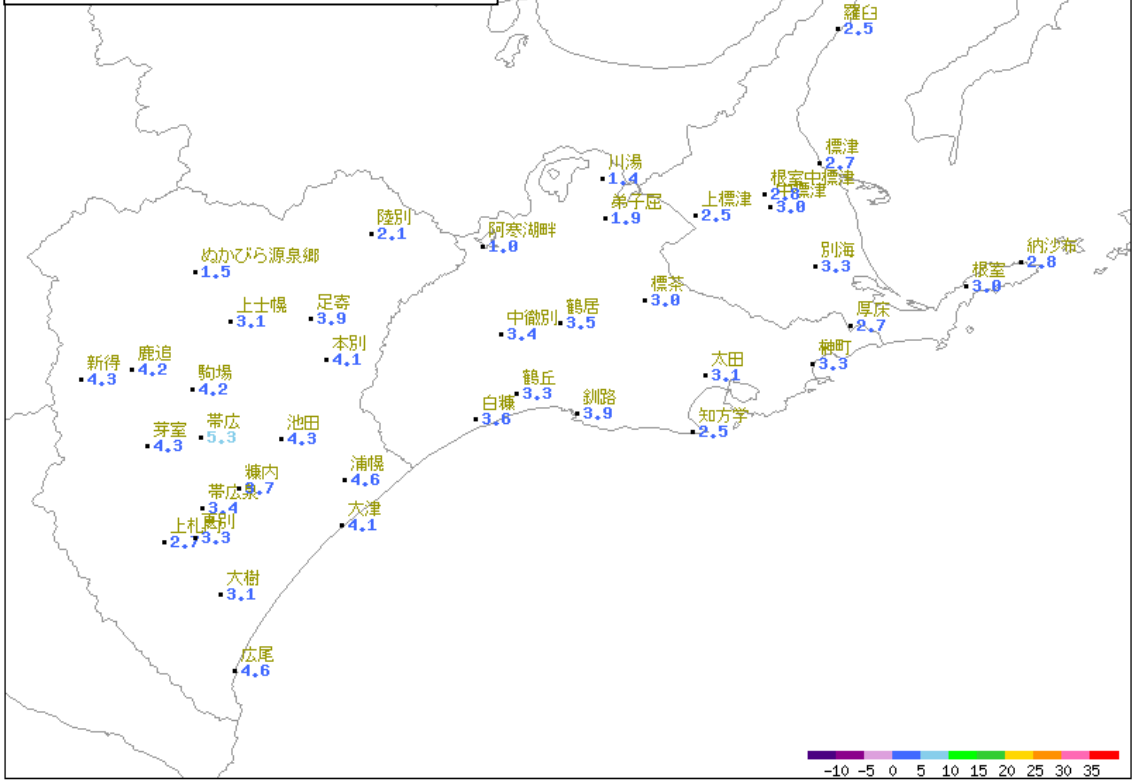 羅臼
2.5
標津
2.7
川湯
1.4
根室中標津
2.8
中標津
3.0
弟子屈
1.9
上標津
2.5
陸別
2.1
阿寒湖畔
1.0
ぬかびら源泉郷
1.5
別海
3.3
納沙布
2.8
根室
3.0
標茶
3.0
上士幌
3.1
足寄
3.9
鶴居
3.5
中徹別
3.4
厚床
2.7
本別
4.1
新得
4.3
鹿追
4.2
駒場
4.2
太田
3.1
榊町
3.3
鶴丘
3.3
白糠
3.6
釧路
3.9
知方学
2.5
芽室
4.3
帯広
5.3
池田
4.3
浦幌
4.6
糠内
3.7
帯広泉
3.4
大津
4.1
上札内
2.7
更別
3.3
大樹
3.1
広尾
4.6
-10 -5 0 5 10 15 20 25 30 35